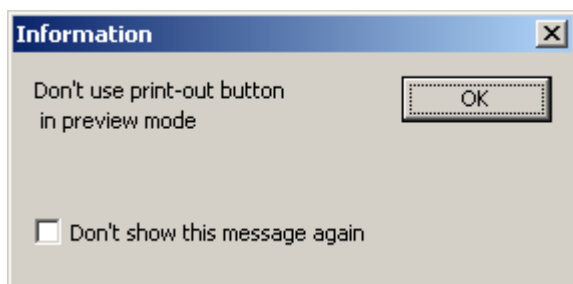 Information
Don't use print-out button
in preview mode
OK
Don't show this message again